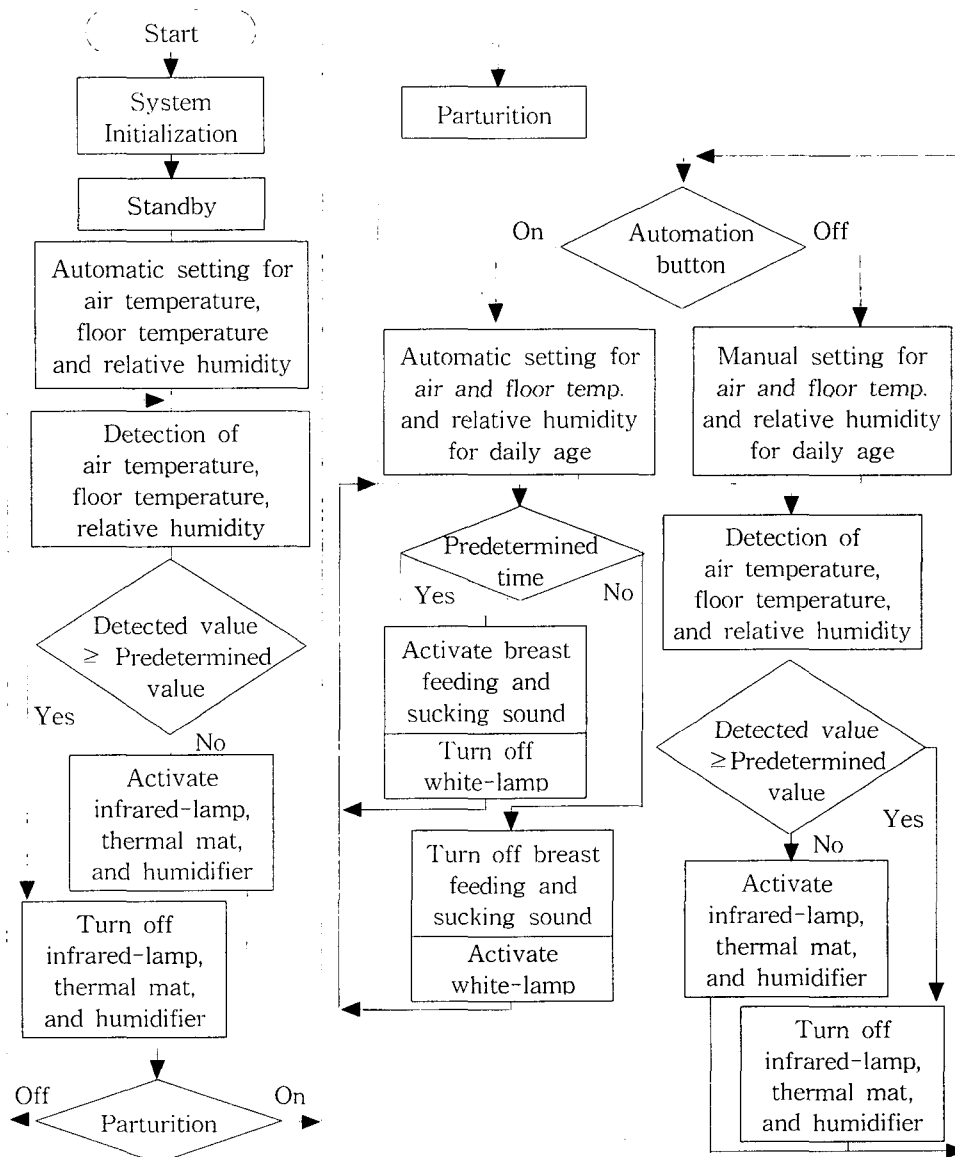 Start
System
Initialization
Standby
Automatic setting for
air temperature,
floor temperature
and relative humidity
Detection of
air temperature,
floor temperature,
relative humidity
Detected value
≥ Predetermined
value
Yes
No
Activate
infrared-lamp,
thermal mat,
and humidifier
Turn off
infrared-lamp,
thermal mat,
and humidifier
Off
Parturition
On
Parturition
Automation
button
On
Off
Automatic setting for
air and floor temp.
and relative humidity
for daily age
Predetermined
time
Yes
No
Activate breast
feeding and
sucking sound
Turn off
white-lamp
Turn off breast
feeding and
sucking sound
Activate
white-lamp
Manual setting for
air and floor temp.
and relative humidity
for daily age
Detection of
air temperature,
floor temperature,
and relative humidity
Detected value
≥Predetermined
value
Yes
No
Activate
infrared-lamp,
thermal mat,
and humidifier
Turn off
infrared-lamp,
thermal mat,
and humidifier